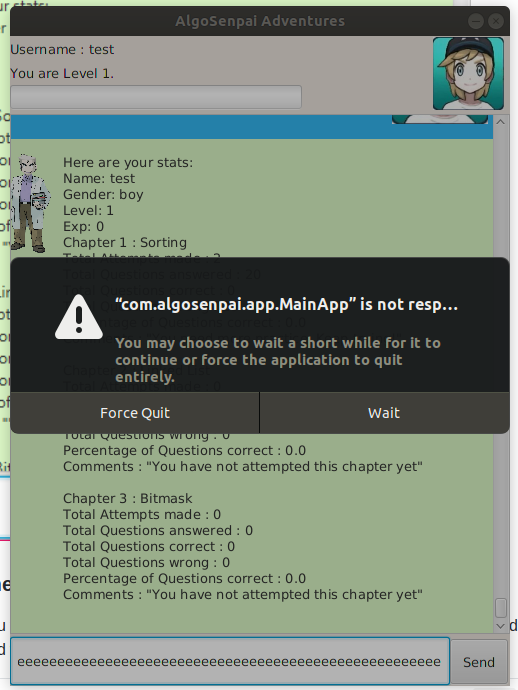 AlgoSenpai Adventures
Username : test
You are Level 1.
Here are your stats:
Name: test
Gender: boy
Level: 1
Exp: 0
Chapter 1 : Sorting
Total Attempts made : 2
Total Questions answered : 20
“com.algosenpai.app.MainApp” is not resp…
You may choose to wait a short while for it to
continue or force the application to quit
entirely.
Force Quit
Wait
Total Questions wrong : 0
Percentage of Questions correct : 0.0
Comments : "You have not attempted this chapter yet"
Chapter 3 : Bitmask
Total Attempts made : 0
Total Questions answered : 0
Total Questions correct : 0
Total Questions wrong : 0
Percentage of Questions correct : 0.0
Comments : "You have not attempted this chapter yet"
eeeeeeeeeeeeeeeeeeeeeeeeeeeeeeeeeeeeeeeeeeeeeeeeeeeee
Send